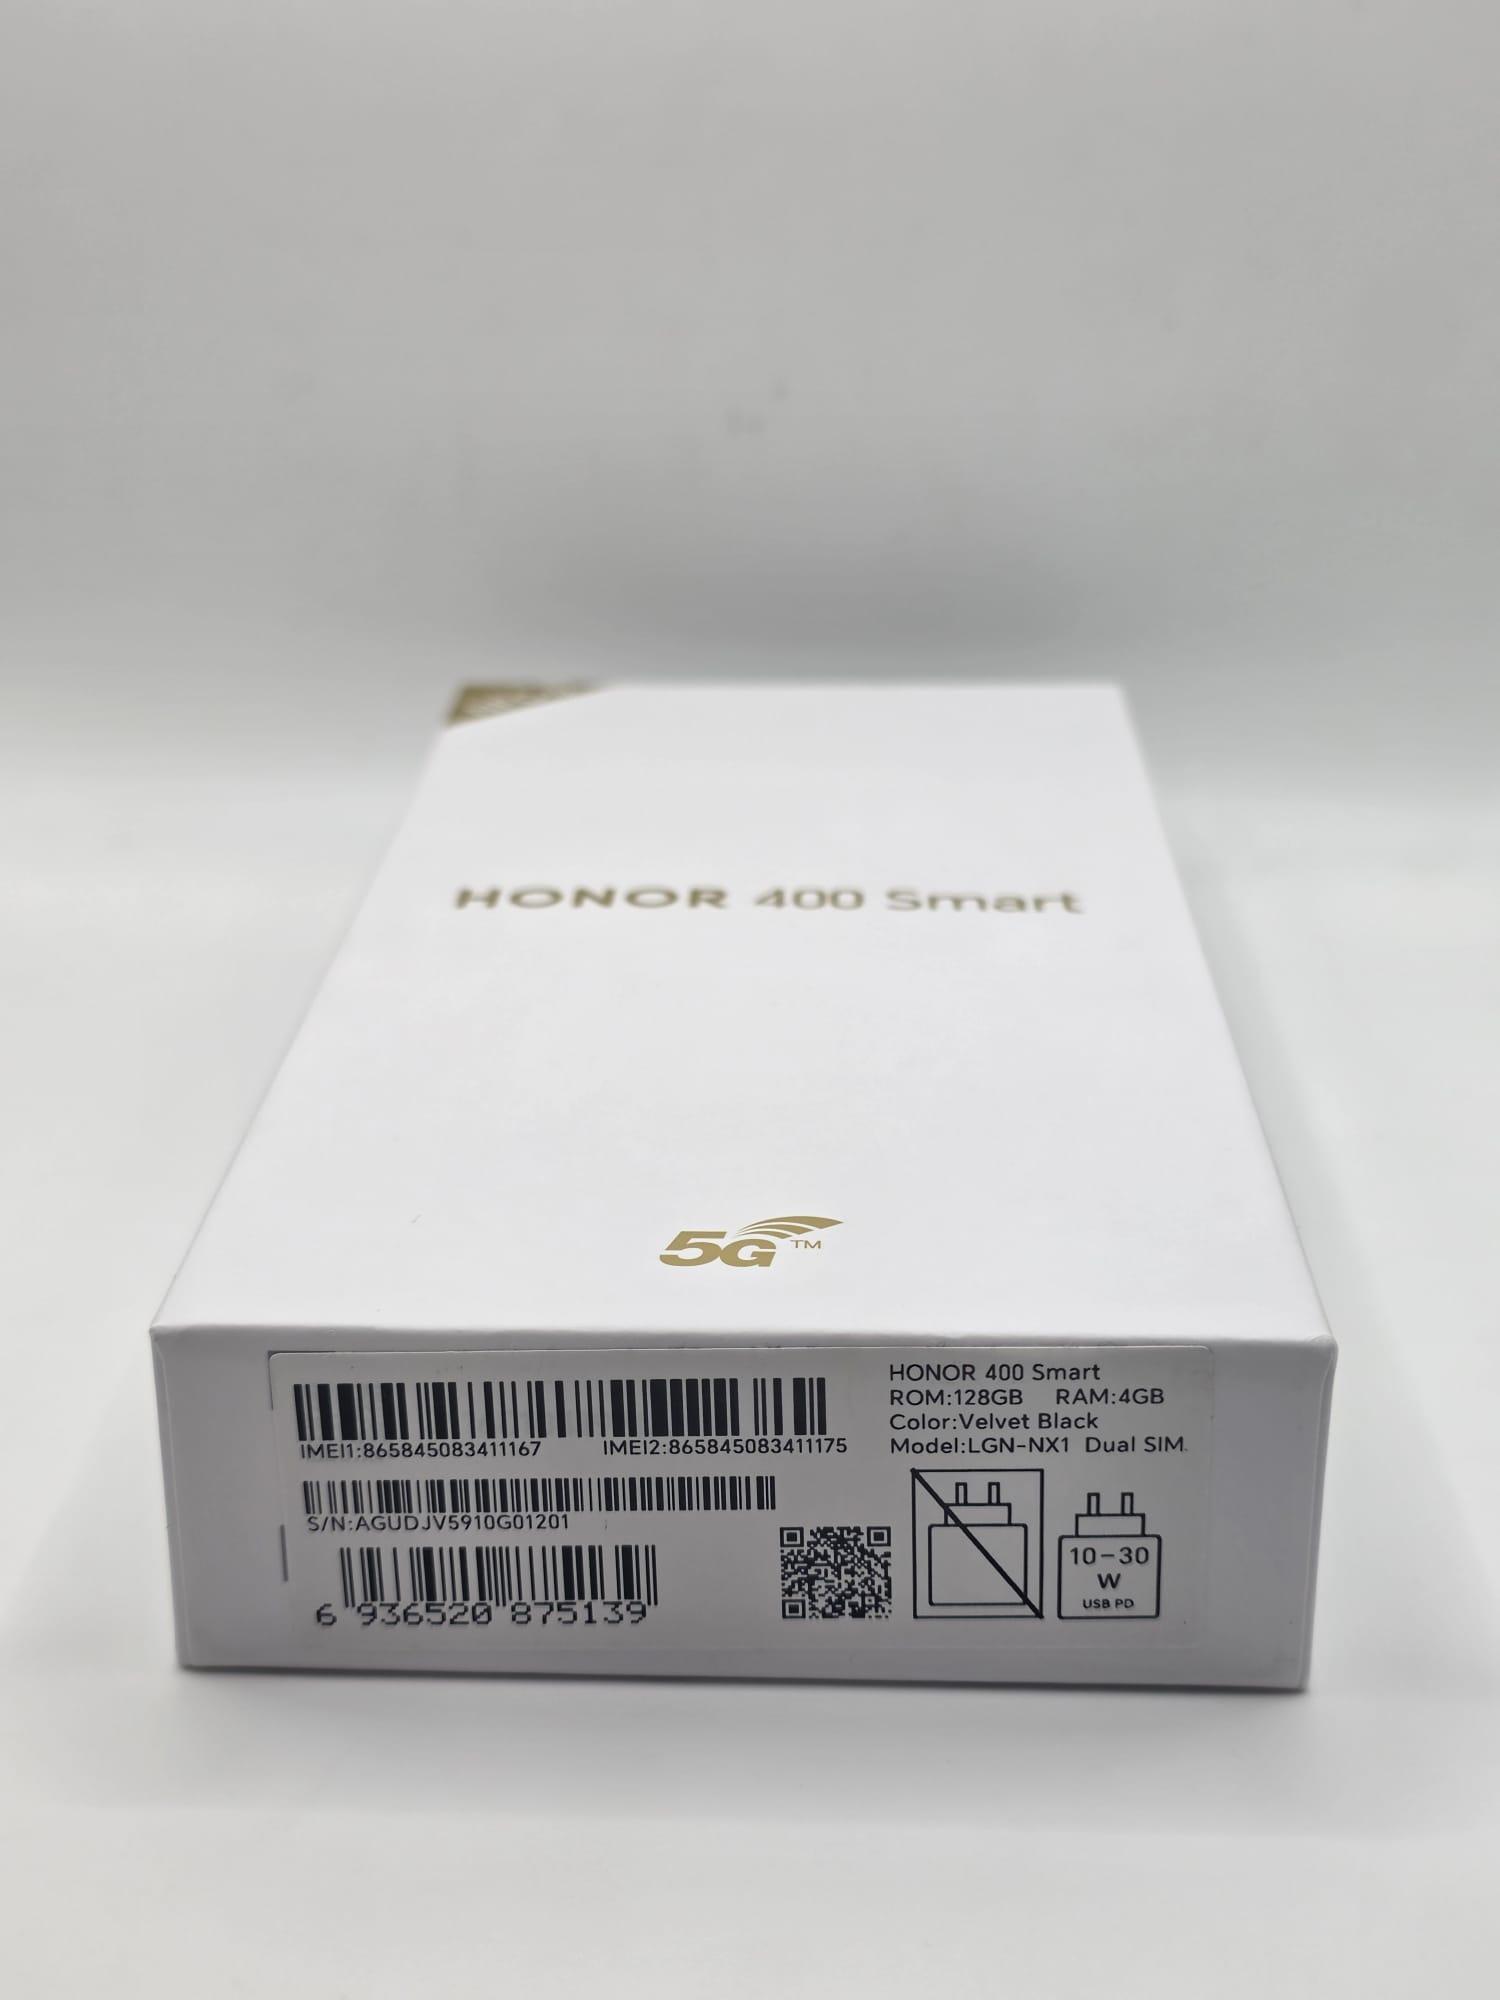 HONOR 400 Smart
5G™
IMEI1:865845083411167
IMEI2:865845083411175
S/N:AGUDJV5910G01201
6 936520 875139
HONOR 400 Smart
ROM:128GB RAM:4GB
Color:Velvet Black
Model:LGN-NX1 Dual SIM
10-30
W
USB PD